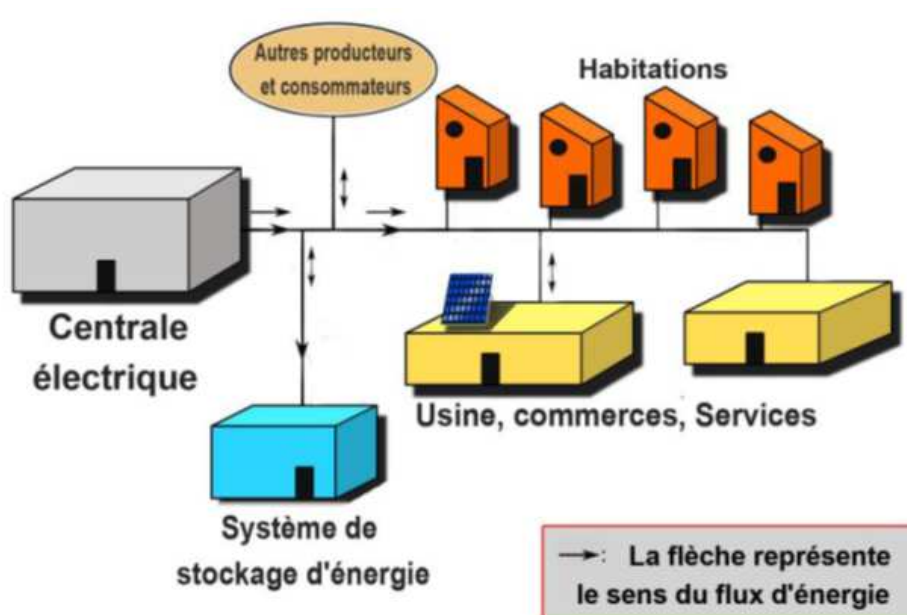 Autres producteurs
et consommateurs
Habitations
Centrale
électrique
Usine, commerces, Services
Système de
stockage d'énergie
: La flèche représente
le sens du flux d'énergie